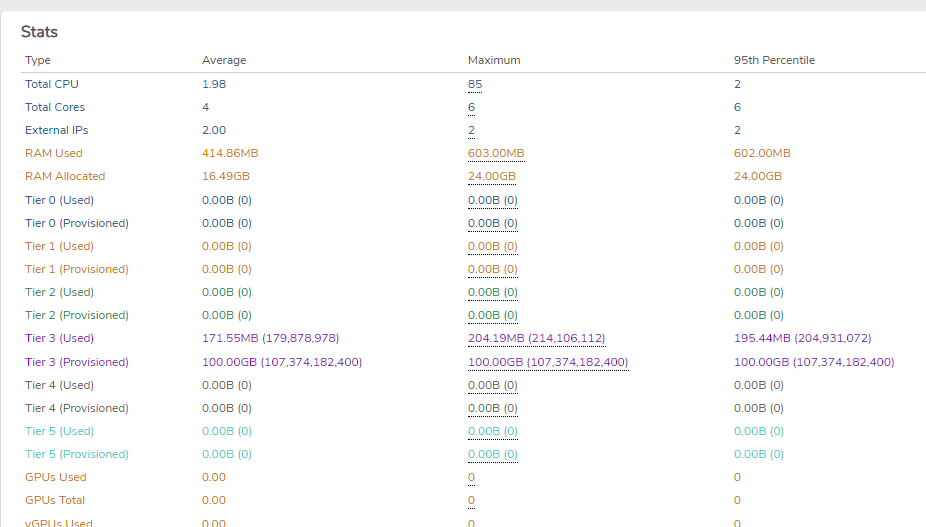 Stats
Type Average Maximum 95th Percentile
Total CPU 1.98 85 2
Total Cores 4 6 6
External IPs 2.00 2 2
RAM Used 414.86MB 603.00MB 602.00MB
RAM Allocated 16.49GB 24.00GB 24.00GB
Tier 0 (Used) 0.00B (0) 0.00B (0) 0.00B (0)
Tier 0 (Provisioned) 0.00B (0) 0.00B (0) 0.00B (0)
Tier 1 (Used) 0.00B (0) 0.00B (0) 0.00B (0)
Tier 1 (Provisioned) 0.00B (0) 0.00B (0) 0.00B (0)
Tier 2 (Used) 0.00B (0) 0.00B (0) 0.00B (0)
Tier 2 (Provisioned) 0.00B (0) 0.00B (0) 0.00B (0)
Tier 3 (Used) 171.55MB (179,878,978) 204.19MB (214,106,112) 195.44MB (204,931,072)
Tier 3 (Provisioned) 100.00GB (107,374,182,400) 100.00GB (107,374,182,400) 100.00GB (107,374,182,400)
Tier 4 (Used) 0.00B (0) 0.00B (0) 0.00B (0)
Tier 4 (Provisioned) 0.00B (0) 0.00B (0) 0.00B (0)
Tier 5 (Used) 0.00B (0) 0.00B (0) 0.00B (0)
Tier 5 (Provisioned) 0.00B (0) 0.00B (0) 0.00B (0)
GPUs Used 0.00 0 0
GPUs Total 0.00 0 0
vGPUs Used 0.00 0 0